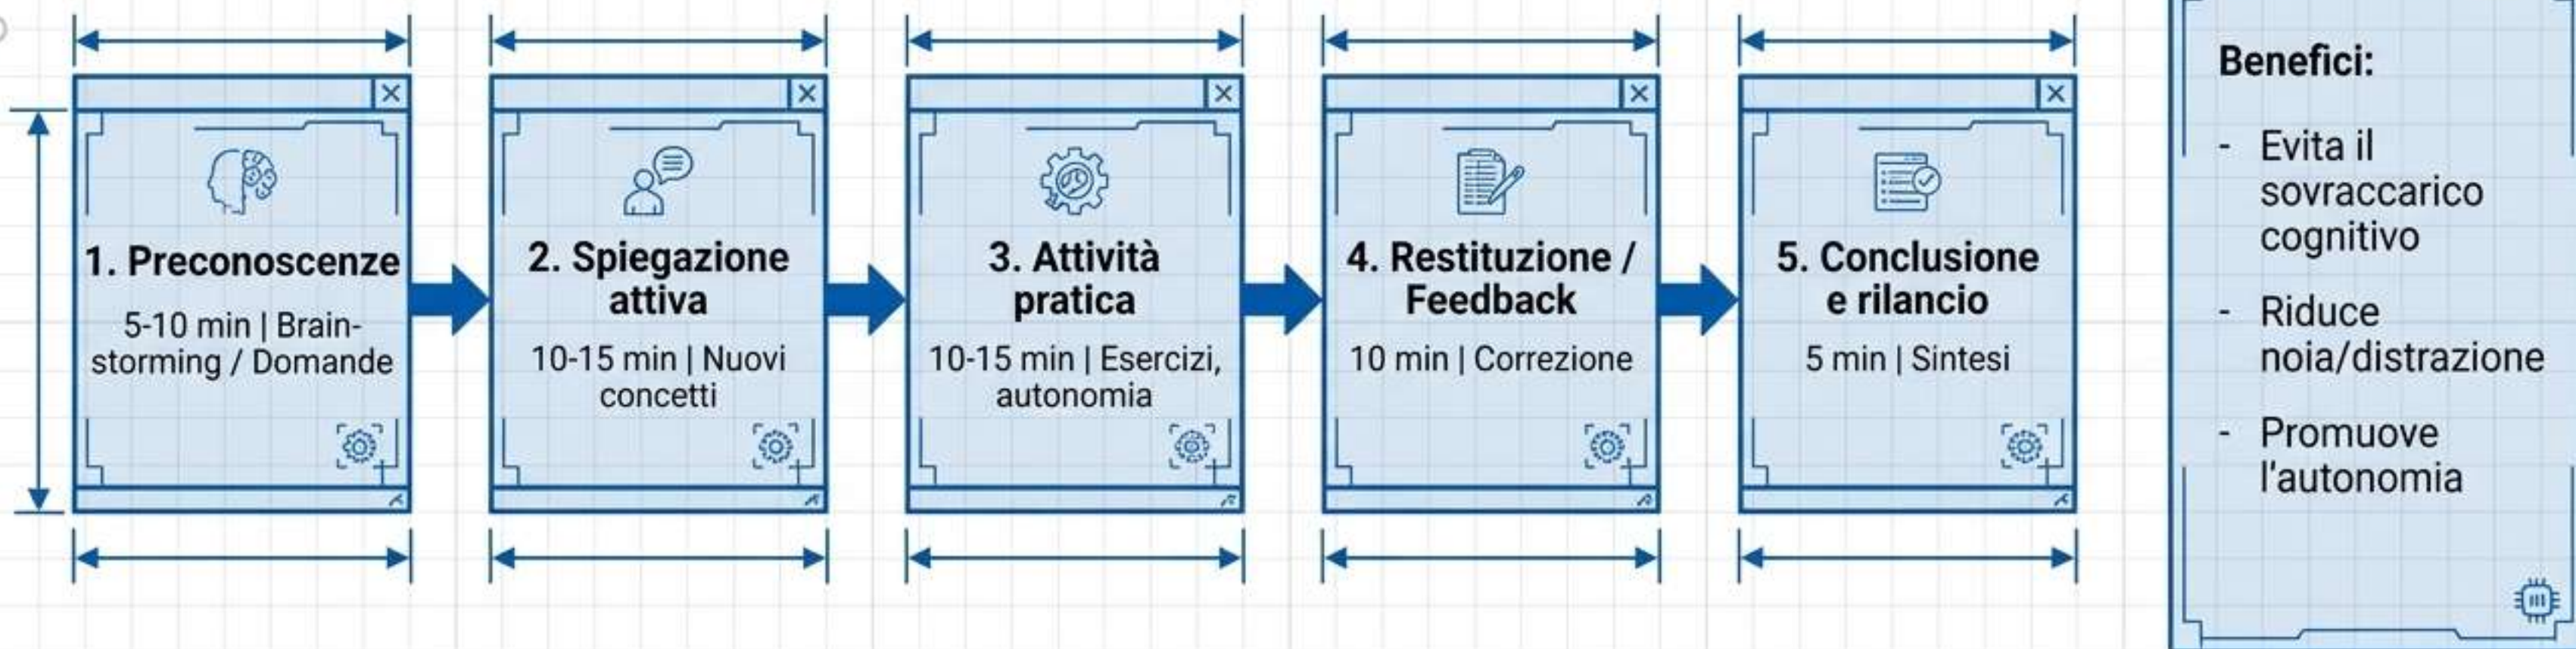 1. Preconoscenze
5-10 min | Brain-
storming / Domande
2. Spiegazione
attiva
10-15 min | Nuovi
concetti
3. Attività
pratica
10-15 min | Esercizi,
autonomia
4. Restituzione /
Feedback
10 min | Correzione
5. Conclusione
e rilancio
5 min | Sintesi
Benefici:
- Evita il
sovraccarico
cognitivo
- Riduce
noia/distrazione
- Promuove
l'autonomia